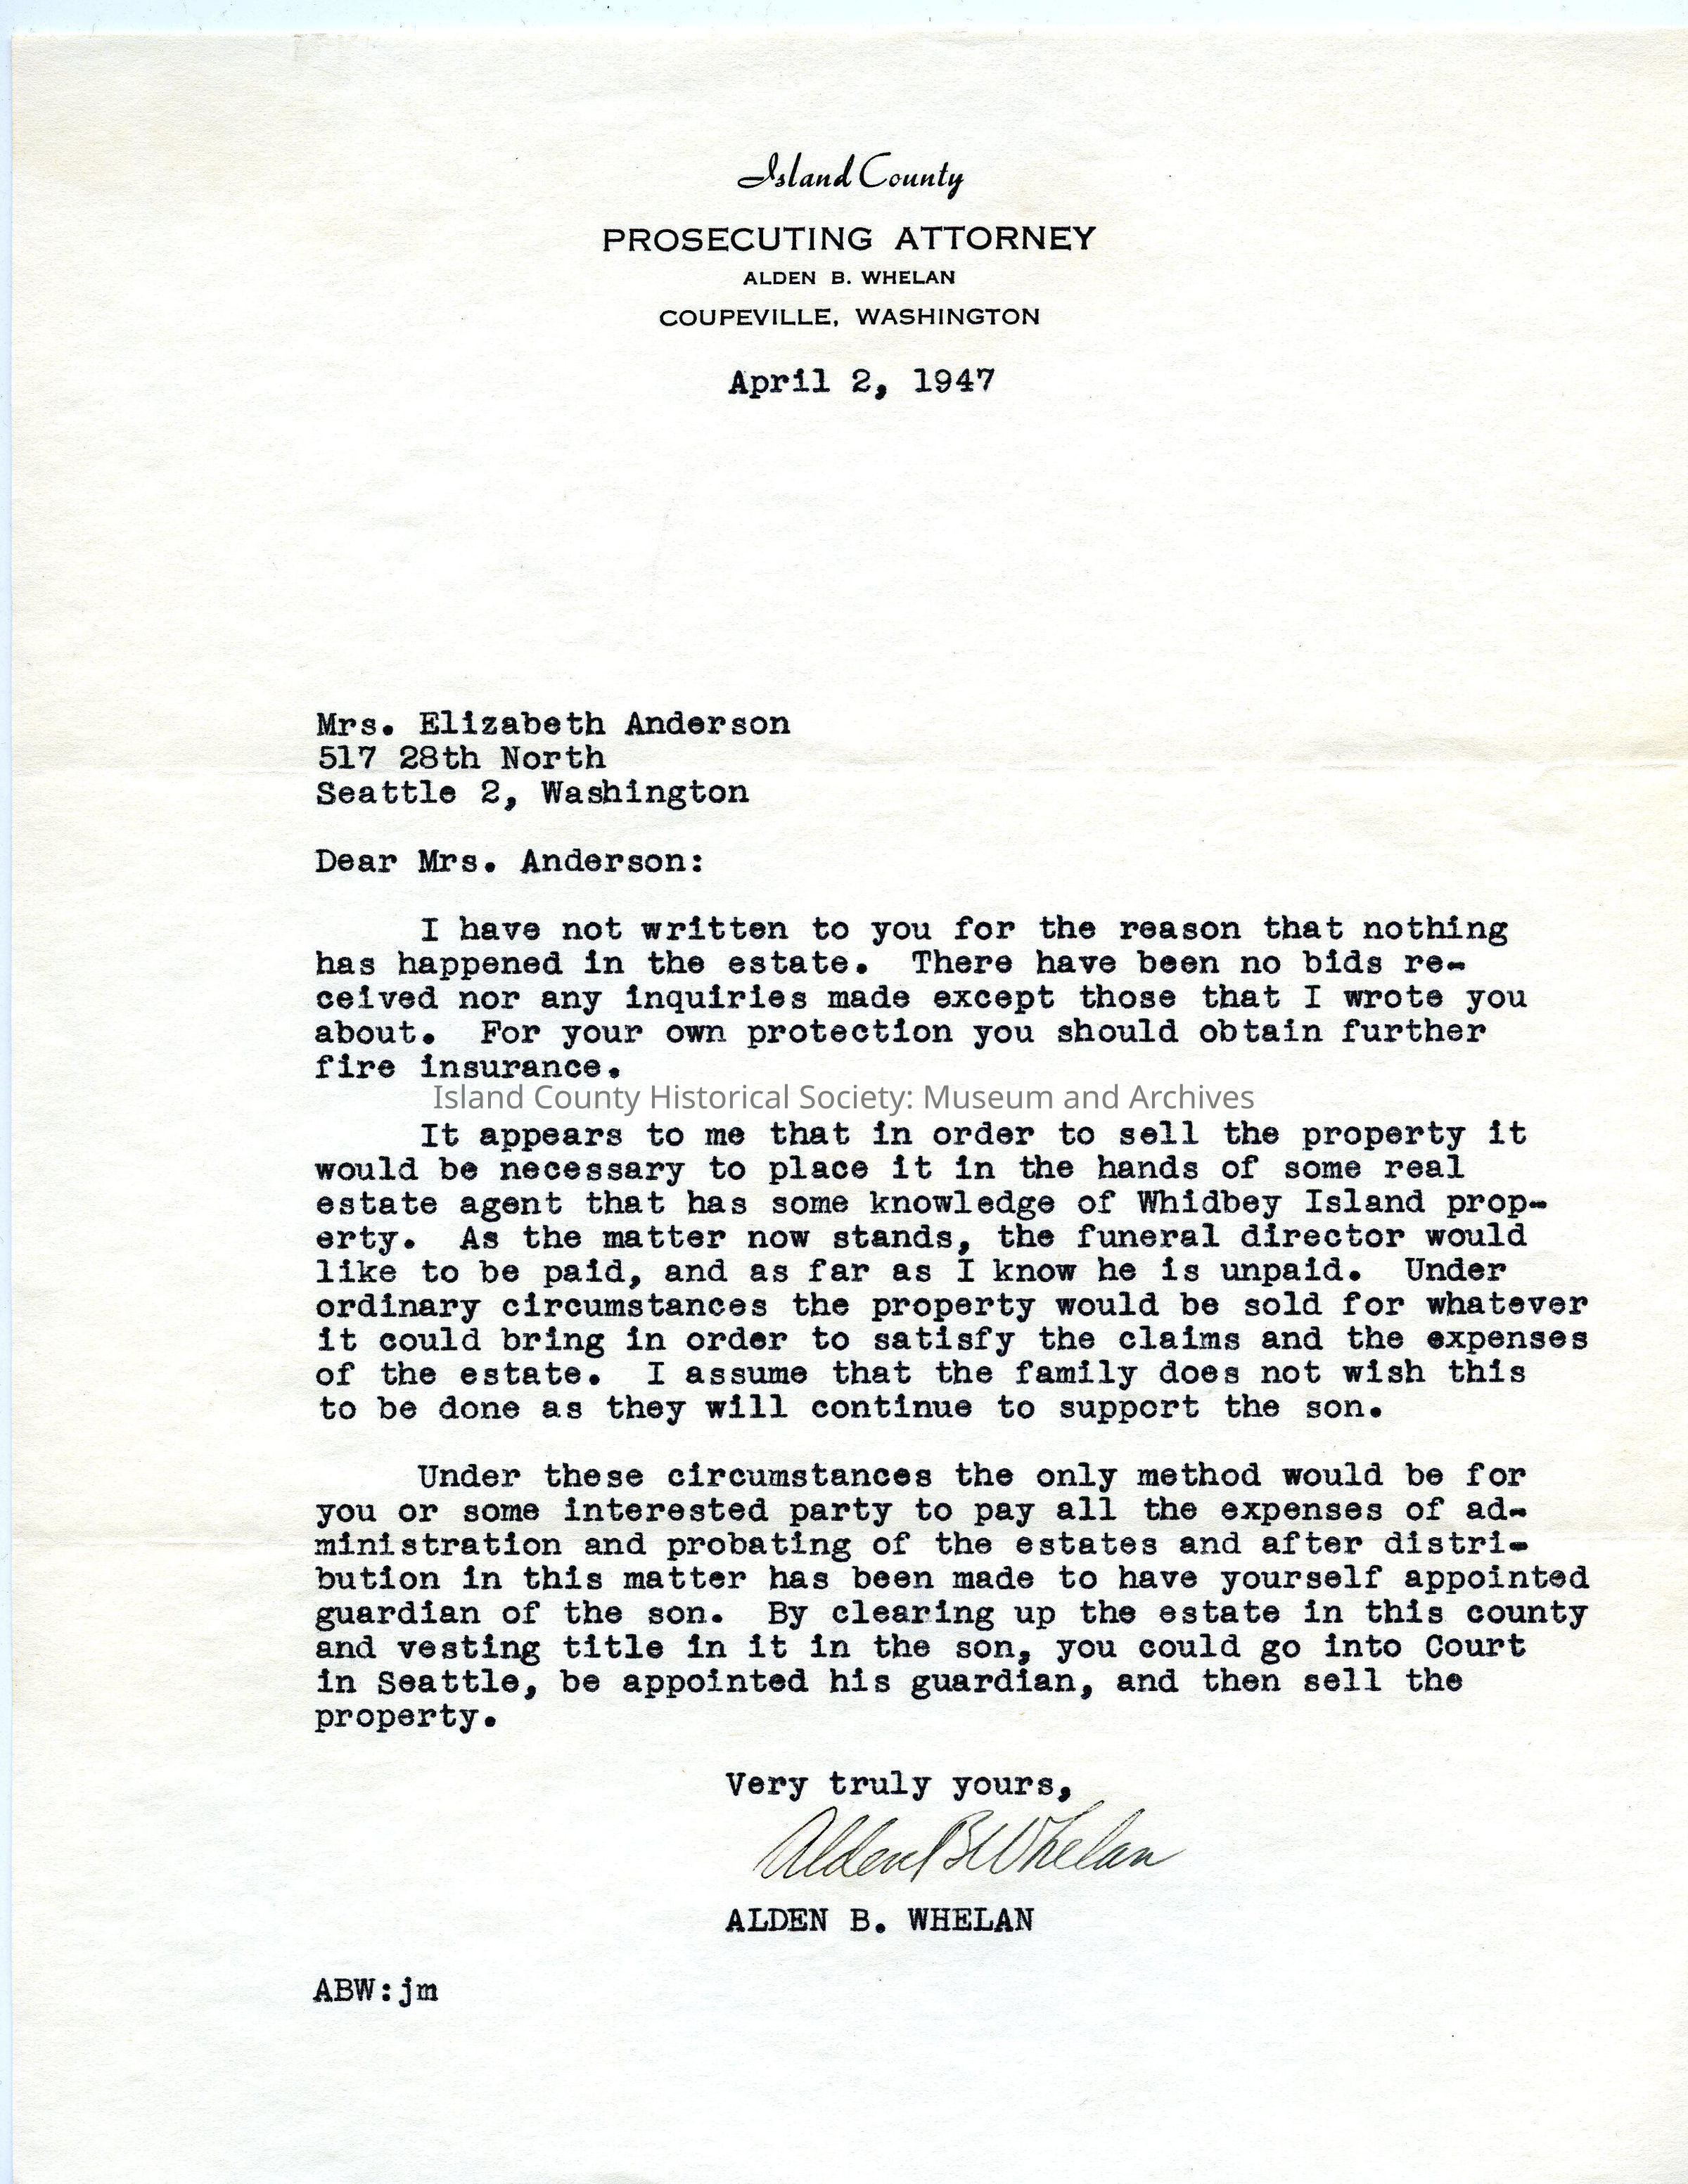 Island County
PROSECUTING ATTORNEY
ALDEN B. WHELAN
COUPEVILLE, WASHINGTON
April 2, 1947
Mrs. Elizabeth Anderson
517 28th North
Seattle 2, Washington
Dear Mrs. Anderson:
I have not written to you for the reason that nothing
has happened in the estate. There have been no bids re-
ceived nor any inquiries made except those that I wrote you
about. For your own protection you should obtain further
fire insurance.
Island County Historical Society: Museum and Archives
It appears to me that in order to sell the property it
would be necessary to place it in the hands of some real
estate agent that has some knowledge of Whidbey Island prop-
erty. As the matter now stands, the funeral director would
like to be paid, and as far as I know he is unpaid. Under
ordinary circumstances the property would be sold for whatever
it could bring in order to satisfy the claims and the expenses
of the estate. I assume that the family does not wish this
to be done as they will continue to support the son.
Under these circumstances the only method would be for
you or some interested party to pay all the expenses of ad-
ministration and probating of the estates and after distri-
bution in this matter has been made to have yourself appointed
guardian of the son. By clearing up the estate in this county
and vesting title in it in the son, you could go into Court
in Seattle, be appointed his guardian, and then sell the
property.
Very truly yours,
Alden B Whelan
ALDEN B. WHELAN
ABW:jm